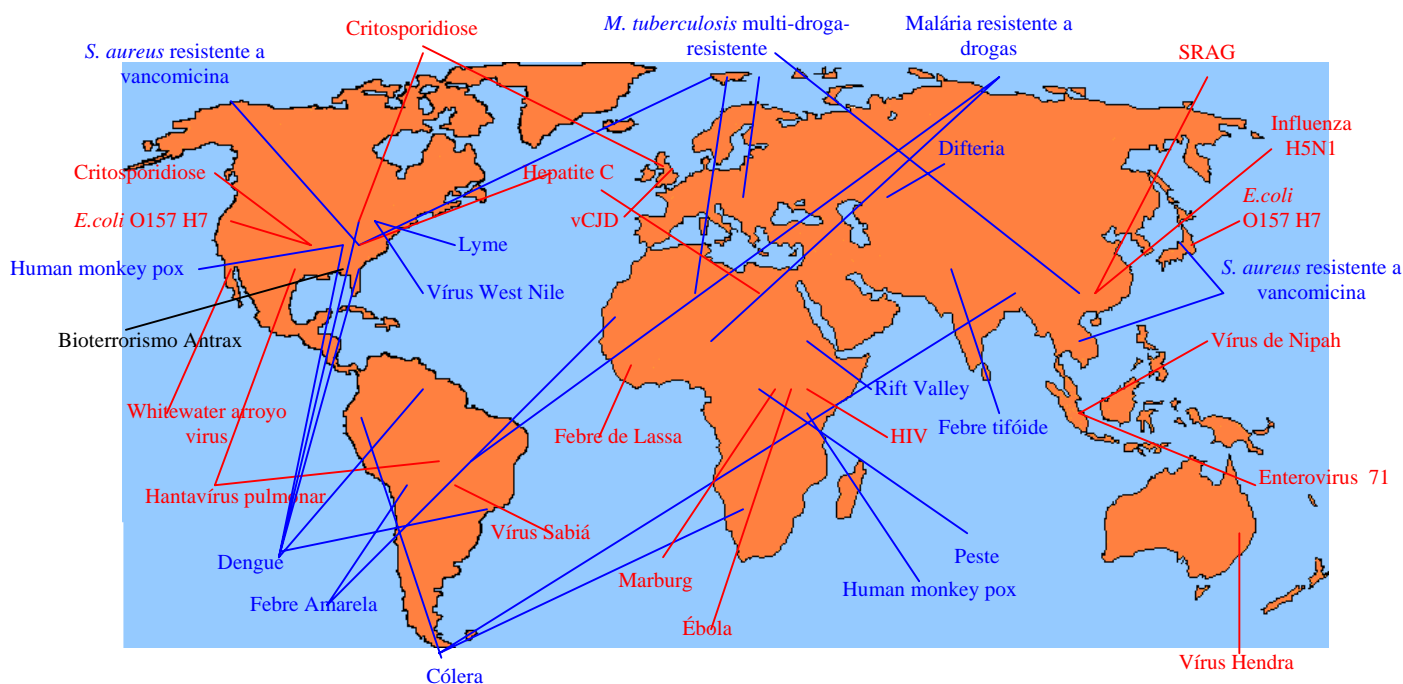 Critosporidiose
S. aureus resistente a
vancomicina
M. tuberculosis multi-droga-
resistente
Malária resistente a
drogas
SRAG
Influenza
H5N1
Difteria
Critosporidiose
Hepatite C
E.coli O157 H7
vCJD
E.coli
O157 H7
Lyme
Human monkey pox
S. aureus resistente a
vancomicina
Vírus West Nile
Bioterrorismo Antrax
Vírus de Nipah
Rift Valley
Whitewater arroyo
virus
Febre de Lassa
HIV
Febre tifóide
Hantavírus pulmonar
Enterovirus 71
Vírus Sabiá
Dengue
Peste
Marburg
Human monkey pox
Febre Amarela
Ébola
Cólera
Vírus Hendra